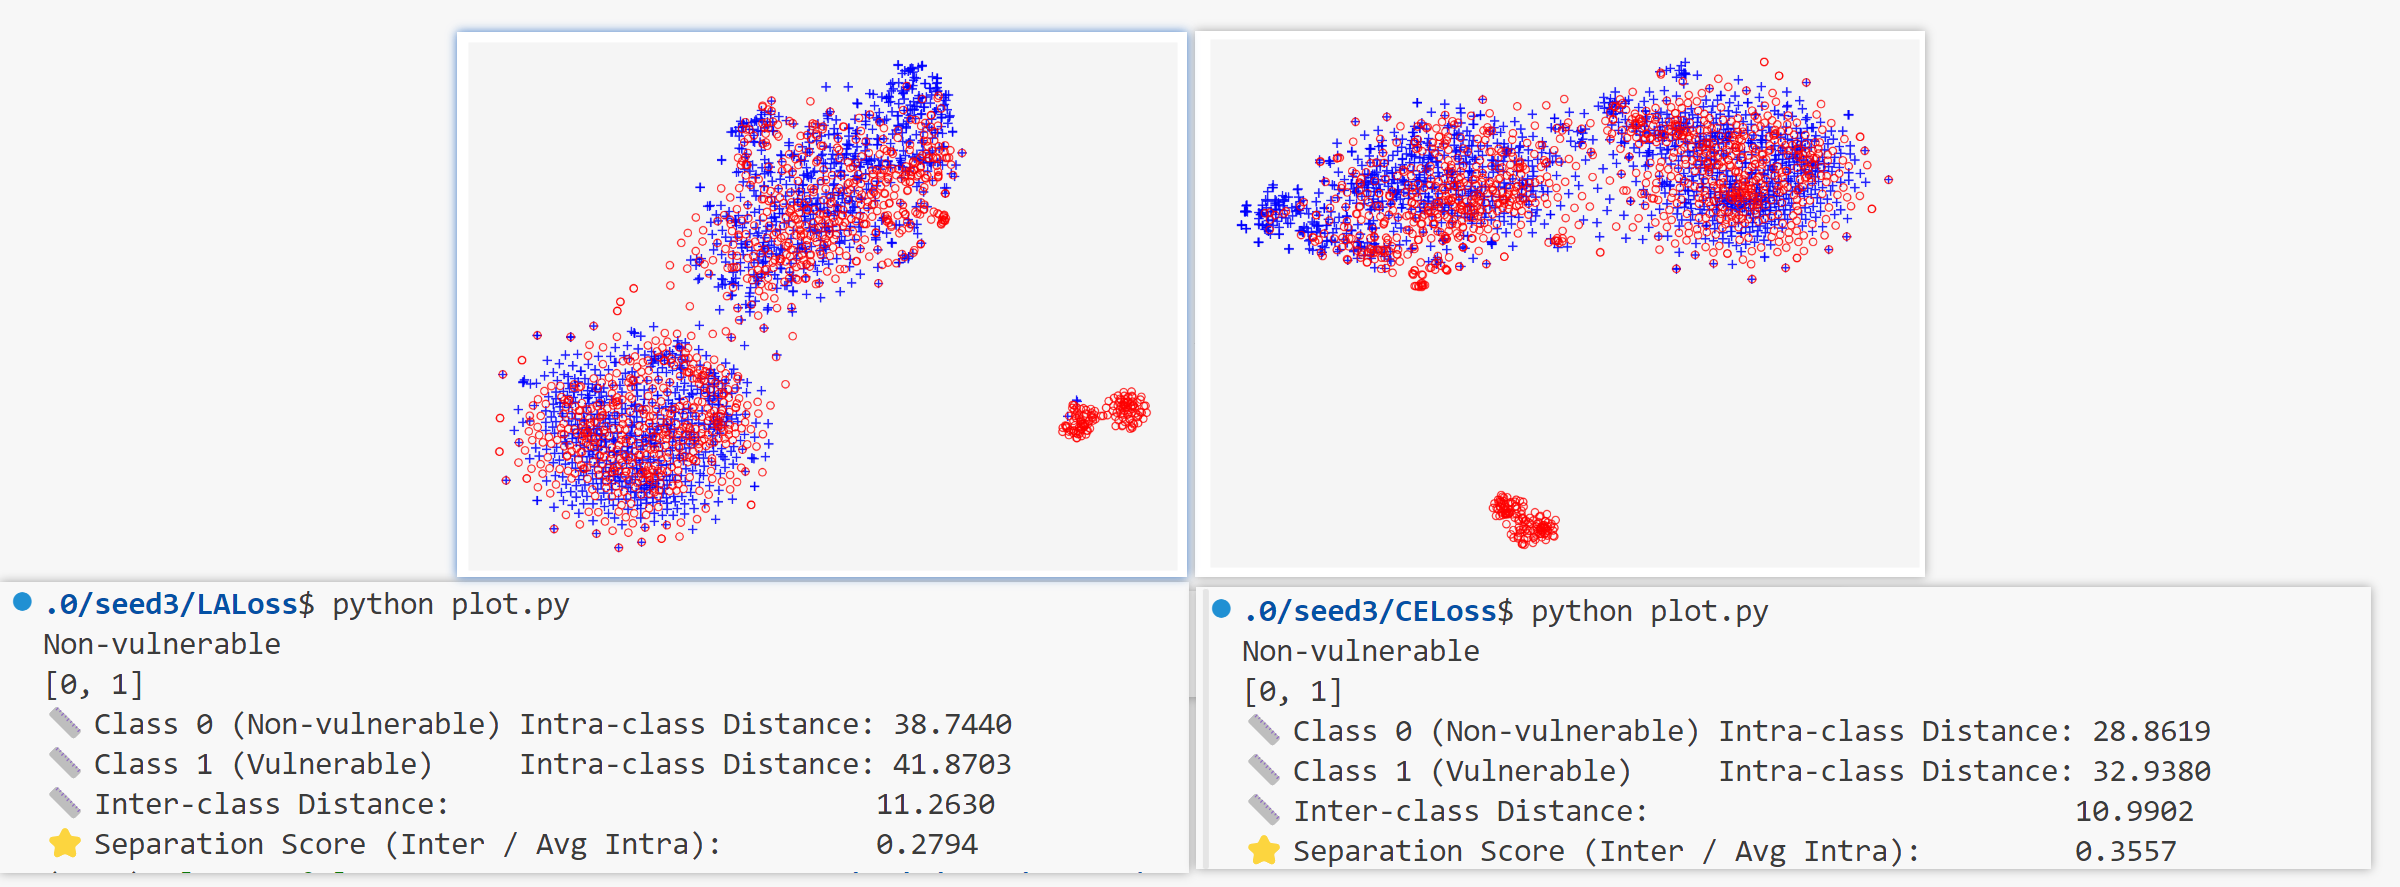 .0/seed3/LALoss$ python plot.py
Non-vulnerable
[0, 1]
Class 0 (Non-vulnerable) Intra-class Distance: 38.7440
Class 1 (Vulnerable) Intra-class Distance: 41.8703
Inter-class Distance: 11.2630
Separation Score (Inter / Avg Intra): 0.2794
.0/seed3/CELoss$ python plot.py
Non-vulnerable
[0, 1]
Class 0 (Non-vulnerable) Intra-class Distance: 28.8619
Class 1 (Vulnerable) Intra-class Distance: 32.9380
Inter-class Distance: 10.9902
Separation Score (Inter / Avg Intra): 0.3557